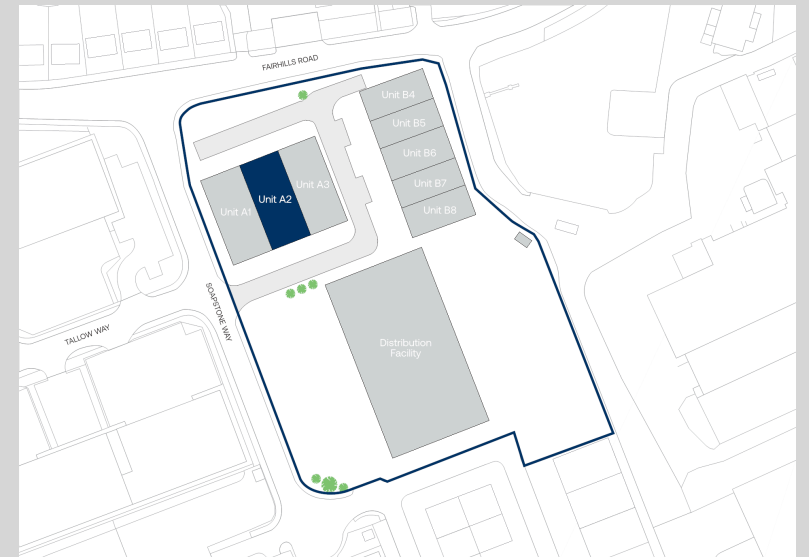 FAIRHILLS ROAD
Unit B4
Unit B5
Unit B6
Unit B7
Unit B8
Unit A3
Unit A2
Unit A1
SOAPSTONE WAY
TALLOW WAY
Distribution
Facility